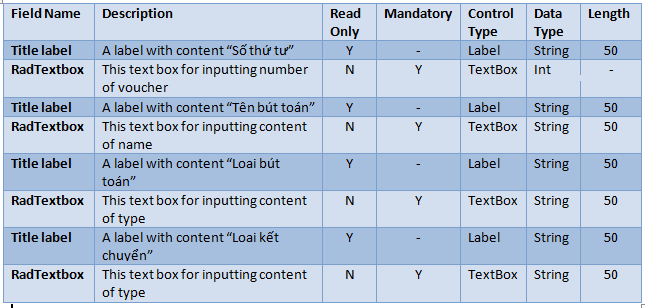 Field Name Description Read Only Mandatory Control Type Data Type Length
Title label A label with content “Số thứ tư” Y - Label String 50
RadTextbox This text box for inputting number of voucher N Y TextBox Int -
Title label A label with content “Tên bút toán” Y - Label String 50
RadTextbox This text box for inputting content of name N Y TextBox String 50
Title label A label with content “Loai bút toán” Y - Label String 50
RadTextbox This text box for inputting content of type N Y TextBox String 50
Title label A label with content “Loai kết chuyển” Y - Label String 50
RadTextbox This text box for inputting content of type N Y TextBox String 50